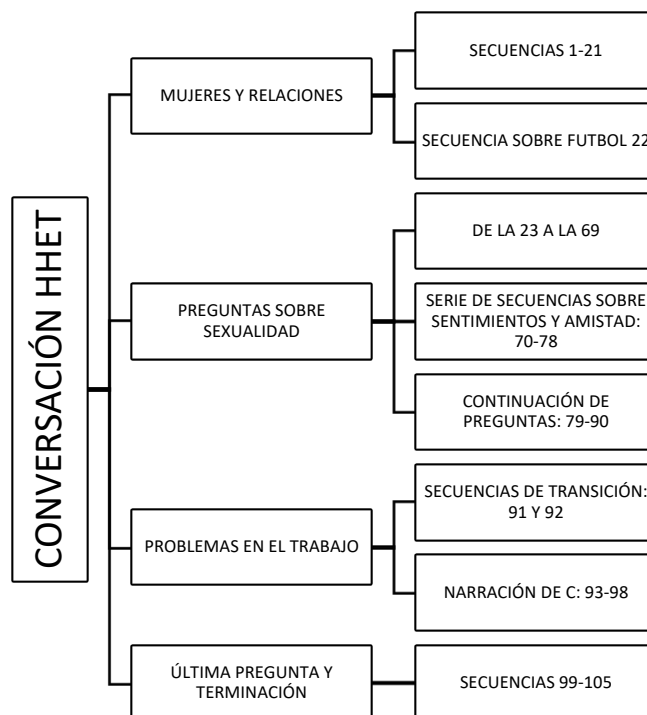 CONVERSACIÓN HHET
MUJERES Y RELACIONES
SECUENCIAS 1-21
SECUENCIA SOBRE FUTBOL 22
PREGUNTAS SOBRE
SEXUALIDAD
DE LA 23 A LA 69
SERIE DE SECUENCIAS SOBRE
SENTIMIENTOS Y AMISTAD:
70-78
CONTINUACIÓN DE
PREGUNTAS: 79-90
PROBLEMAS EN EL TRABAJO
SECUENCIAS DE TRANSICIÓN:
91 Y 92
NARRACIÓN DE C: 93-98
ÚLTIMA PREGUNTA Y
TERMINACIÓN
SECUENCIAS 99-105